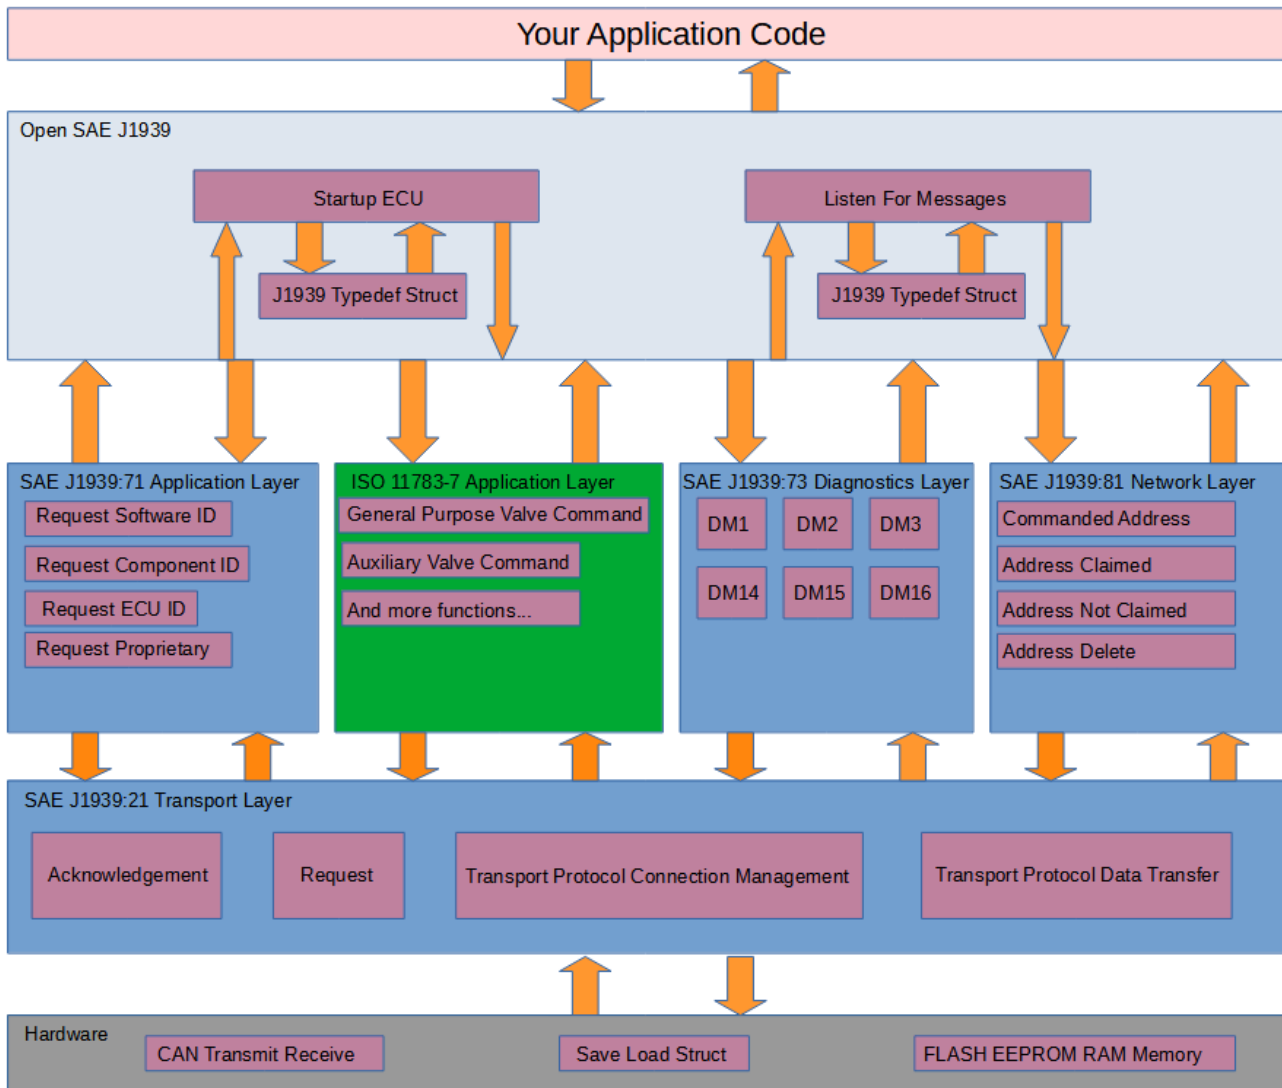 Your Application Code
Open SAE J1939
Startup ECU
Listen For Messages
J1939 Typedef Struct
J1939 Typedef Struct
SAE J1939:71 Application Layer
Request Software ID
Request Component ID
Request ECU ID
Request Proprietary
ISO 11783-7 Application Layer
General Purpose Valve Command
Auxiliary Valve Command
And more functions...
SAE J1939:73 Diagnostics Layer
DM1
DM2
DM3
DM14
DM15
DM16
SAE J1939:81 Network Layer
Commanded Address
Address Claimed
Address Not Claimed
Address Delete
SAE J1939:21 Transport Layer
Acknowledgement
Request
Transport Protocol Connection Management
Transport Protocol Data Transfer
Hardware
CAN Transmit Receive
Save Load Struct
FLASH EEPROM RAM Memory